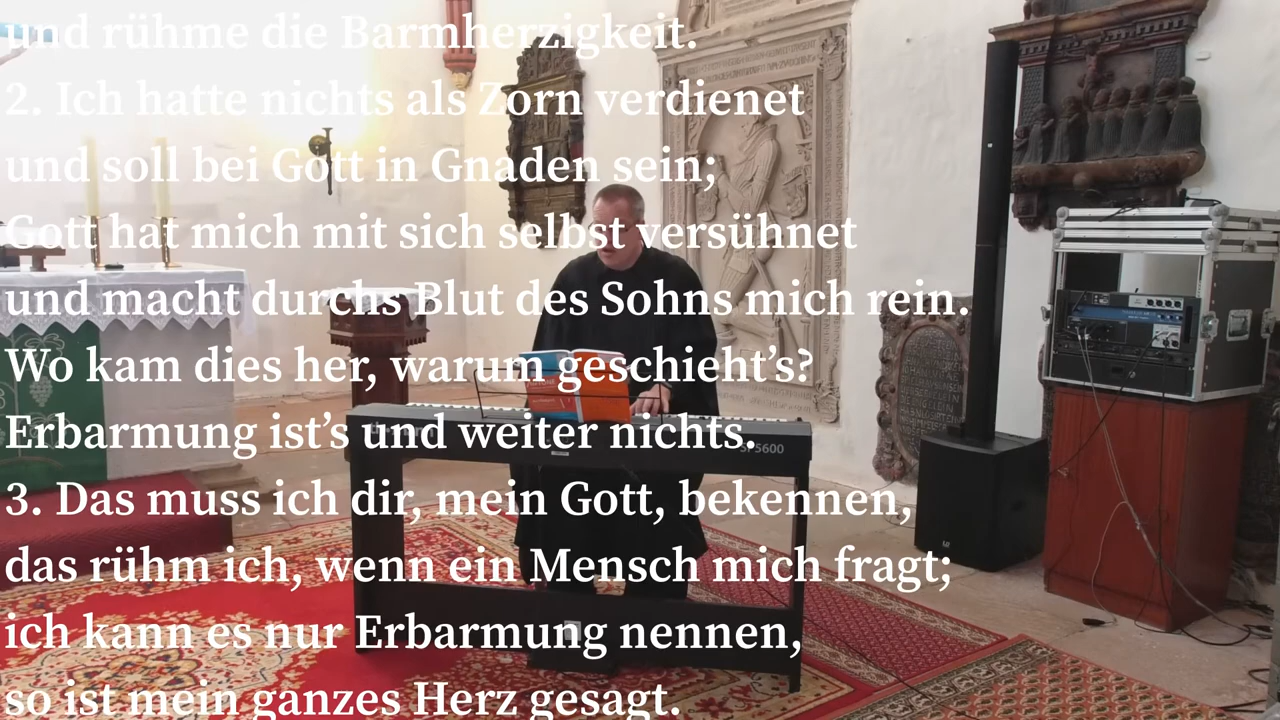 und rühme die Barmherzigkeit.
2. Ich hatte nichts als Zorn verdienet
und soll bei Gott in Gnaden sein;
Gott hat mich mit sich selbst versühnet
und macht durchs Blut des Sohns mich rein.
Wo kam dies her, warum geschieht’s?
Erbarmung ist’s und weiter nichts.
SP5600
3. Das muss ich dir, mein Gott, bekennen,
das rühm ich, wenn ein Mensch mich fragt;
ich kann es nur Erbarmung nennen,
so ist mein ganzes Herz gesagt.